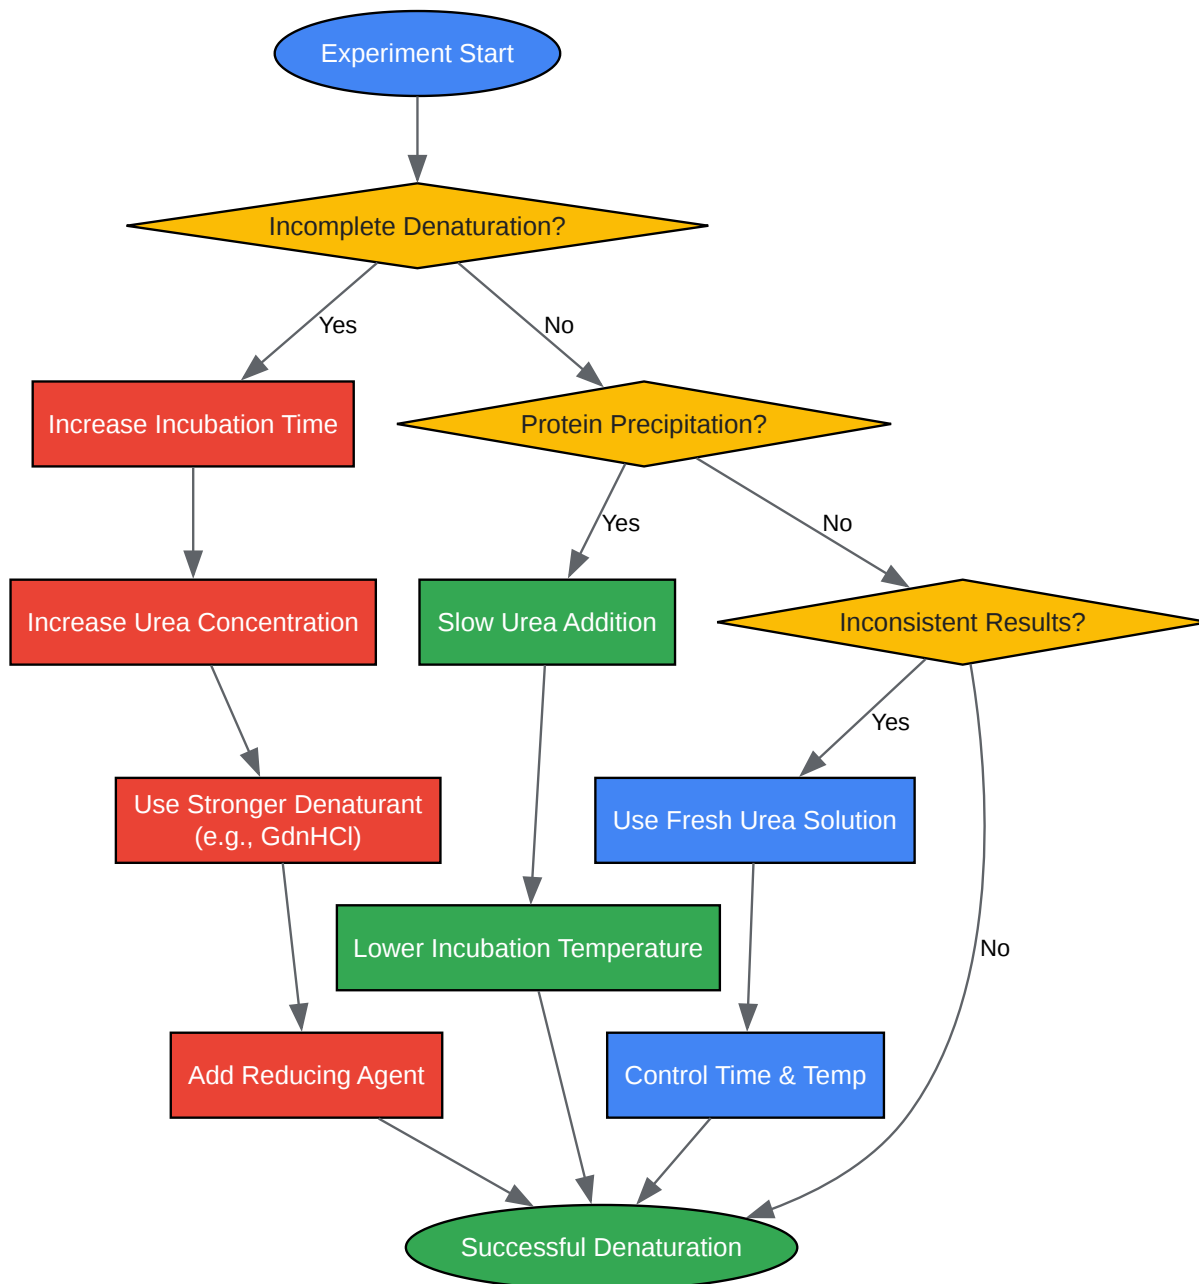 Experiment Start
Incomplete Denaturation?
Yes
No
Increase Incubation Time
Protein Precipitation?
Yes
No
Increase Urea Concentration
Slow Urea Addition
Inconsistent Results?
Yes
Use Stronger Denaturant
(e.g., GdnHCl)
Use Fresh Urea Solution
Lower Incubation Temperature
No
Add Reducing Agent
Control Time & Temp
Successful Denaturation